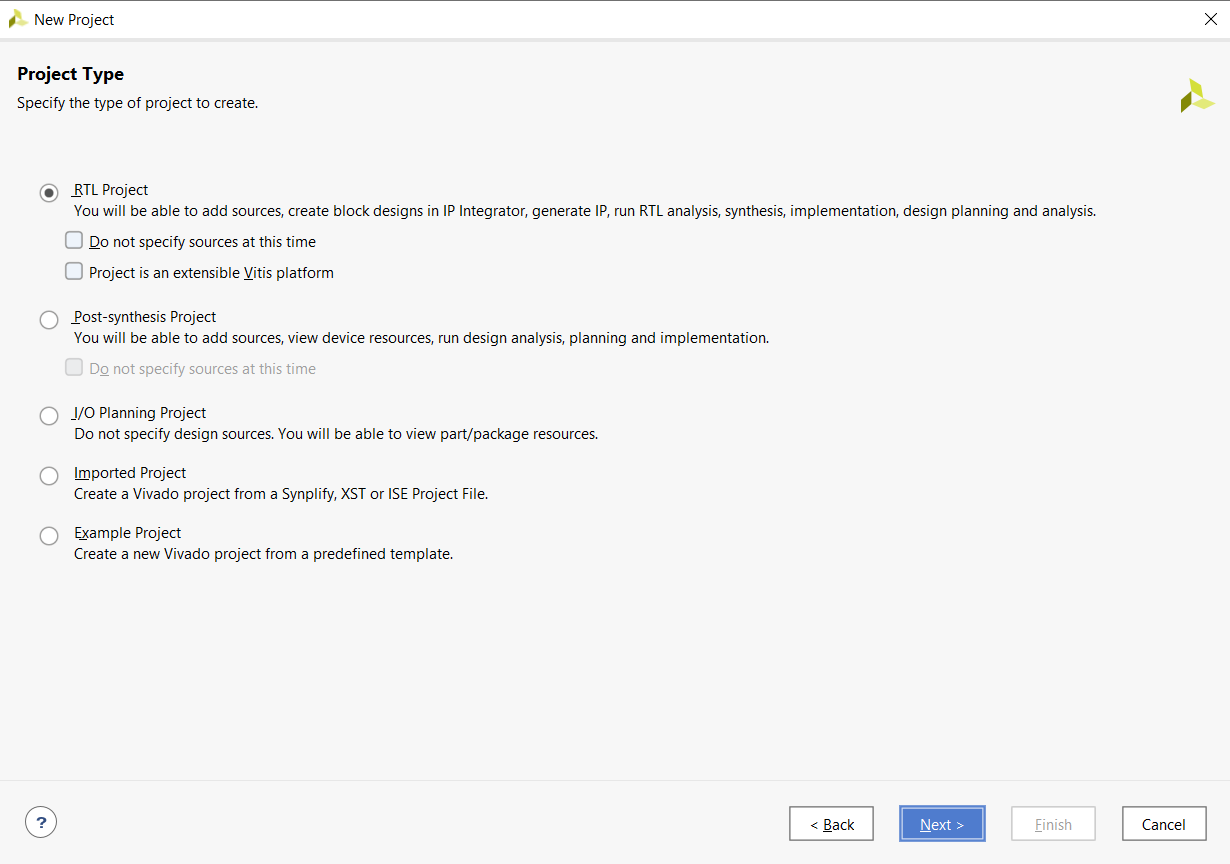 New Project
Project Type
Specify the type of project to create.
RTL Project
You will be able to add sources, create block designs in IP Integrator, generate IP, run RTL analysis, synthesis, implementation, design planning and analysis.
Do not specify sources at this time
Project is an extensible Vitis platform
Post-synthesis Project
You will be able to add sources, view device resources, run design analysis, planning and implementation.
Do not specify sources at this time
I/O Planning Project
Do not specify design sources. You will be able to view part/package resources.
Imported Project
Create a Vivado project from a Synplify, XST or ISE Project File.
Example Project
Create a new Vivado project from a predefined template.
? < Back Next > Finish Cancel